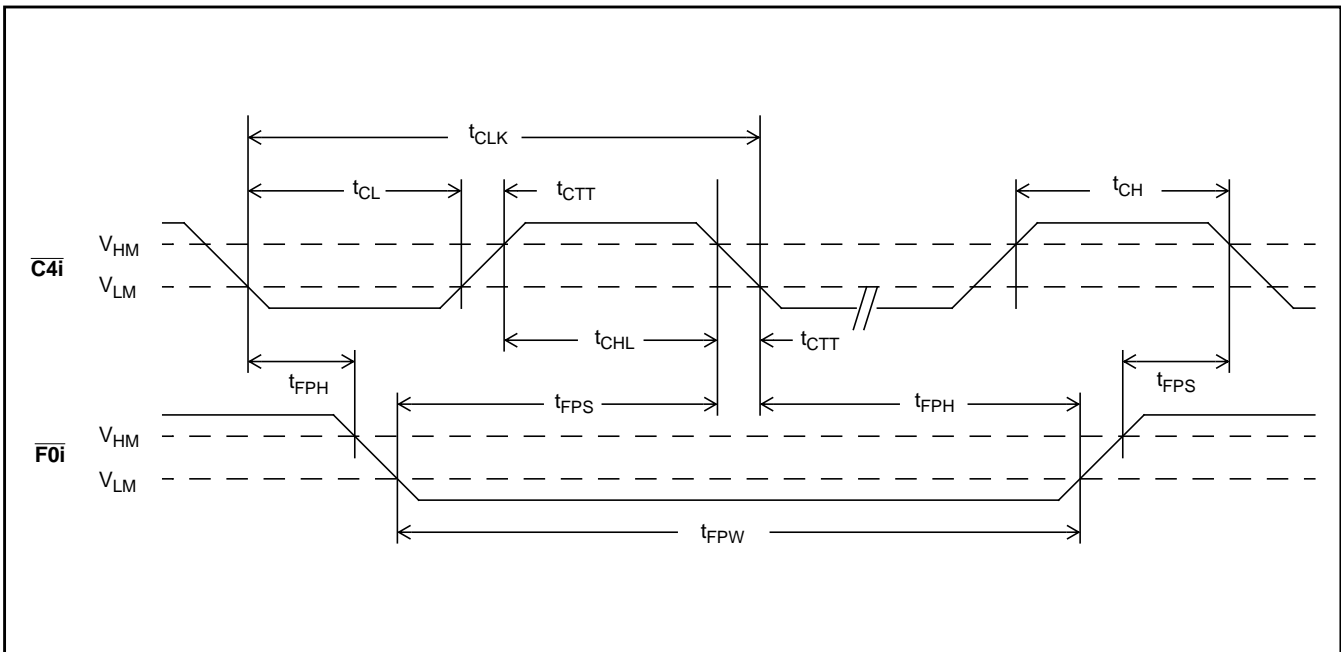 tCLK
tCL
tCTT
tCH
VHM
C4i
VLM
tCHL
tCTT
tFPH
tFPS
tFPS
tFPH
VHM
F0i
VLM
tFPW